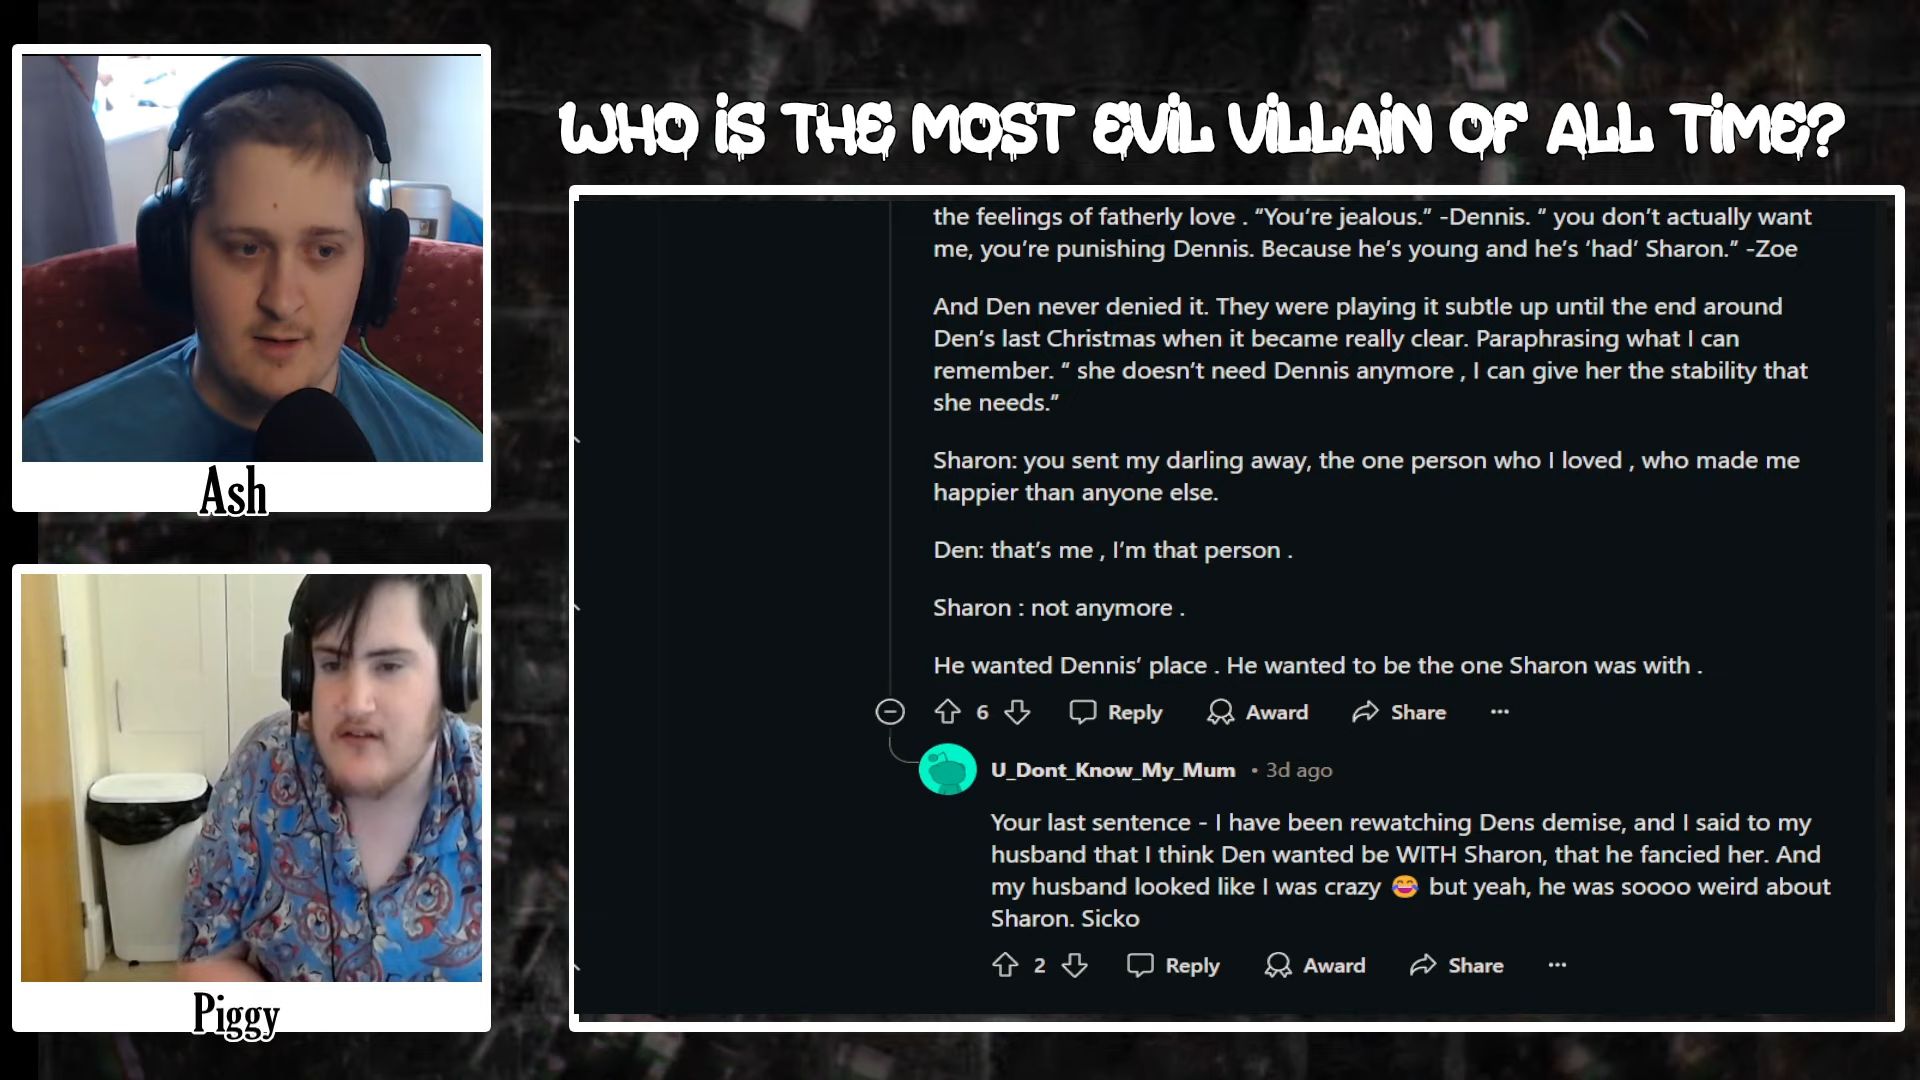 WHO iS THE MOST EViL ViLLAiN OF ALL TiME?
Ash
Piggy
the feelings of fatherly love . “You’re jealous.” -Dennis. “ you don’t actually want
me, you’re punishing Dennis. Because he’s young and he’s ‘had’ Sharon.” -Zoe
And Den never denied it. They were playing it subtle up until the end around
Den’s last Christmas when it became really clear. Paraphrasing what I can
remember. “ she doesn’t need Dennis anymore , I can give her the stability that
she needs.”
Sharon: you sent my darling away, the one person who I loved , who made me
happier than anyone else.
Den: that’s me , I’m that person .
Sharon : not anymore .
He wanted Dennis’ place . He wanted to be the one Sharon was with .
6 Reply Award Share ···
U_Dont_Know_My_Mum • 3d ago
Your last sentence - I have been rewatching Dens demise, and I said to my
husband that I think Den wanted be WITH Sharon, that he fancied her. And
my husband looked like I was crazy 😂 but yeah, he was soooo weird about
Sharon. Sicko
2 Reply Award Share ···